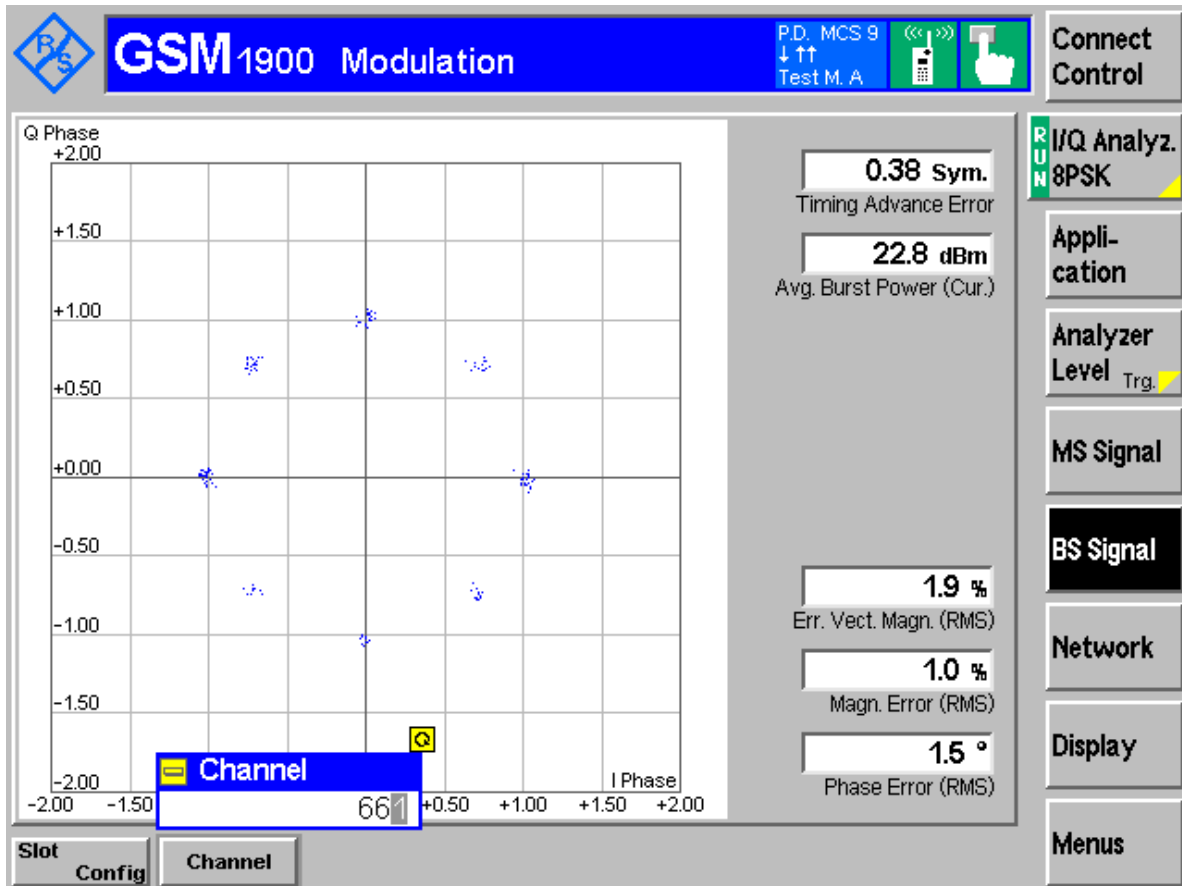 R/S
GSM 1900 Modulation
P.D. MCS 9
↓ ↑↑
Test M. A
Connect
Control
Q Phase
+2.00
+1.50
+1.00
+0.50
+0.00
-0.50
-1.00
-1.50
-2.00
-2.00 -1.50 +0.50 +1.00 +1.50 +2.00
I Phase
Q
Channel
661
0.38 Sym.
Timing Advance Error
22.8 dBm
Avg. Burst Power (Cur.)
1.9 %
Err. Vect. Magn. (RMS)
1.0 %
Magn. Error (RMS)
1.5 °
Phase Error (RMS)
RUN
I/Q Analyz.
8PSK
Appli-
cation
Analyzer
Level Trg.
MS Signal
BS Signal
Network
Display
Menus
Slot
Config
Channel